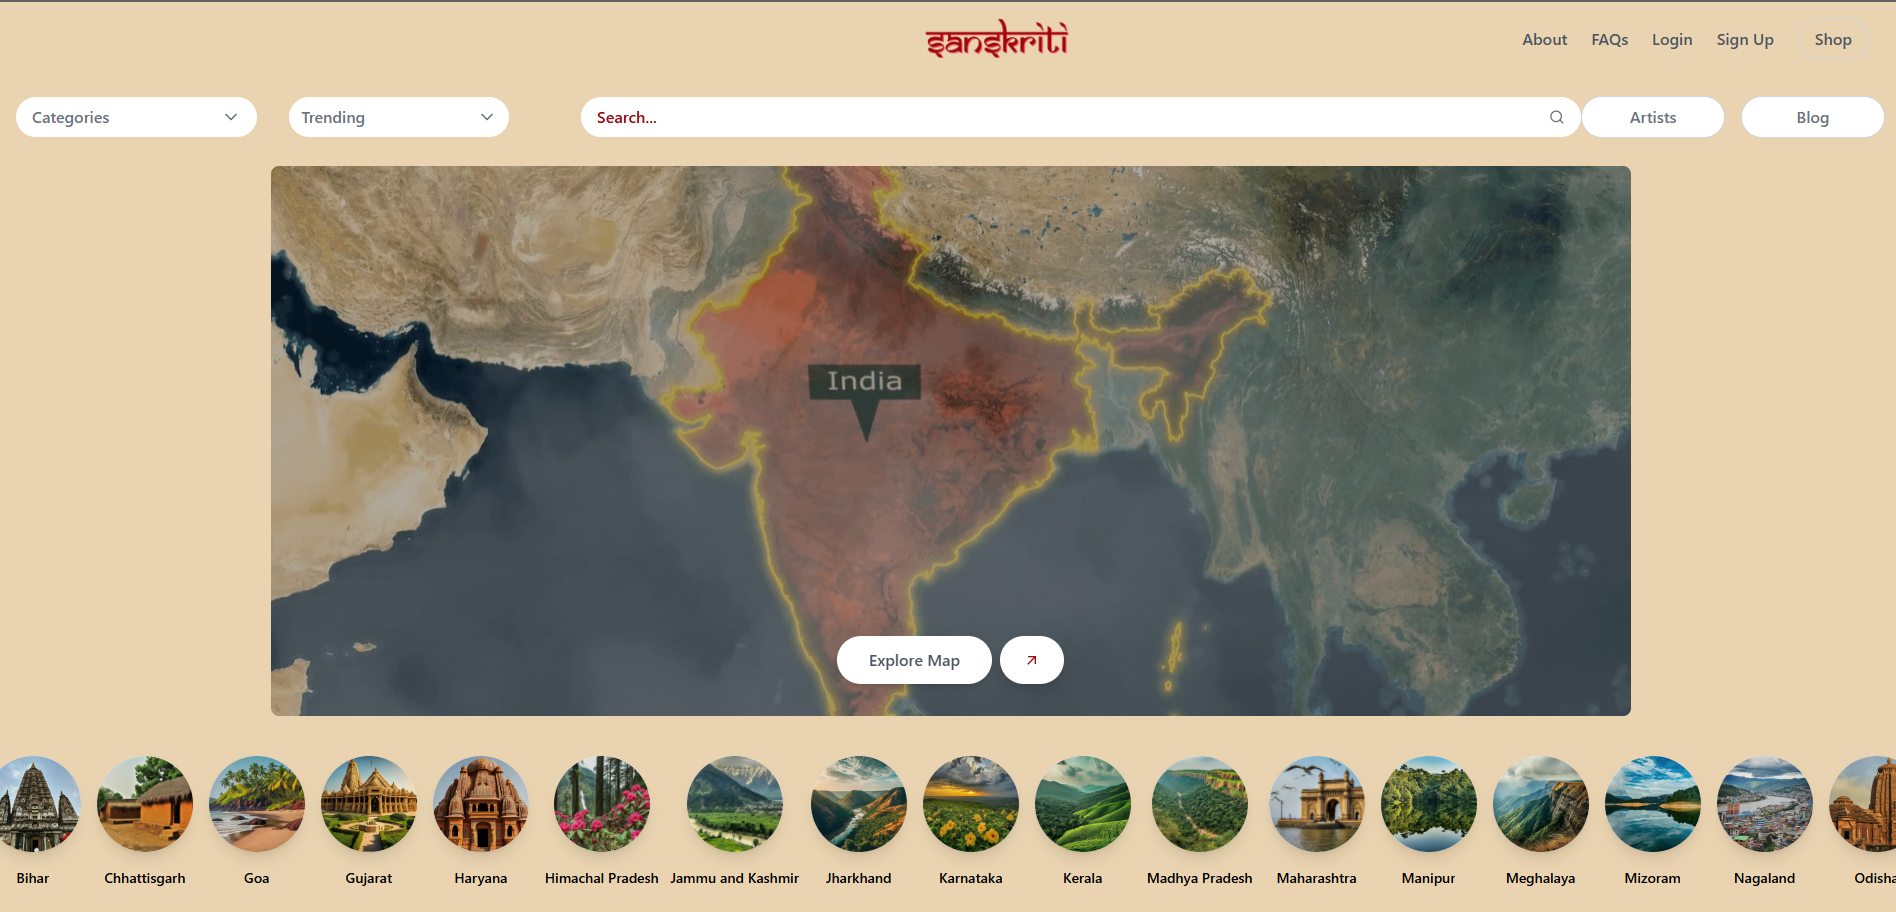 sanskriti
About FAQs Login Sign Up Shop
Categories Trending Search... Artists Blog
India
Explore Map
Bihar Chhattisgarh Goa Gujarat Haryana Himachal Pradesh Jammu and Kashmir Jharkhand Karnataka Kerala Madhya Pradesh Maharashtra Manipur Meghalaya Mizoram Nagaland Odisha